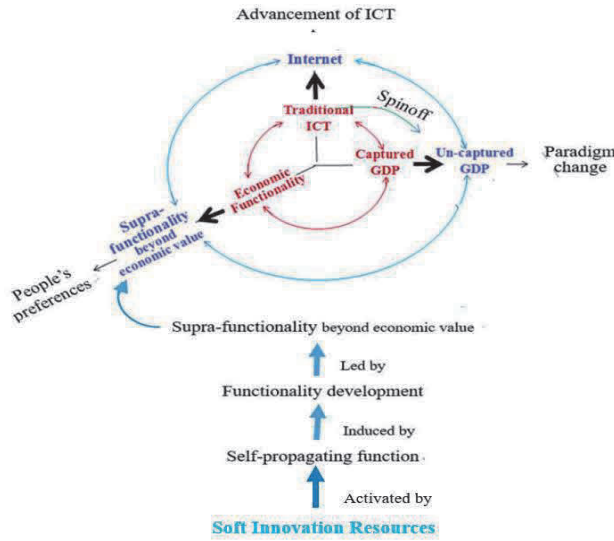 Advancement of ICT
Internet
Traditional
ICT
Spinoff
Captured
GDP
Un-captured
GDP
Paradigm
change
Economic
Functionality
Supra-
functionality
beyond
economic value
People's
preferences
Supra-functionality beyond economic value
Led by
Functionality development
Induced by
Self-propagating function
Activated by
Soft Innovation Resources